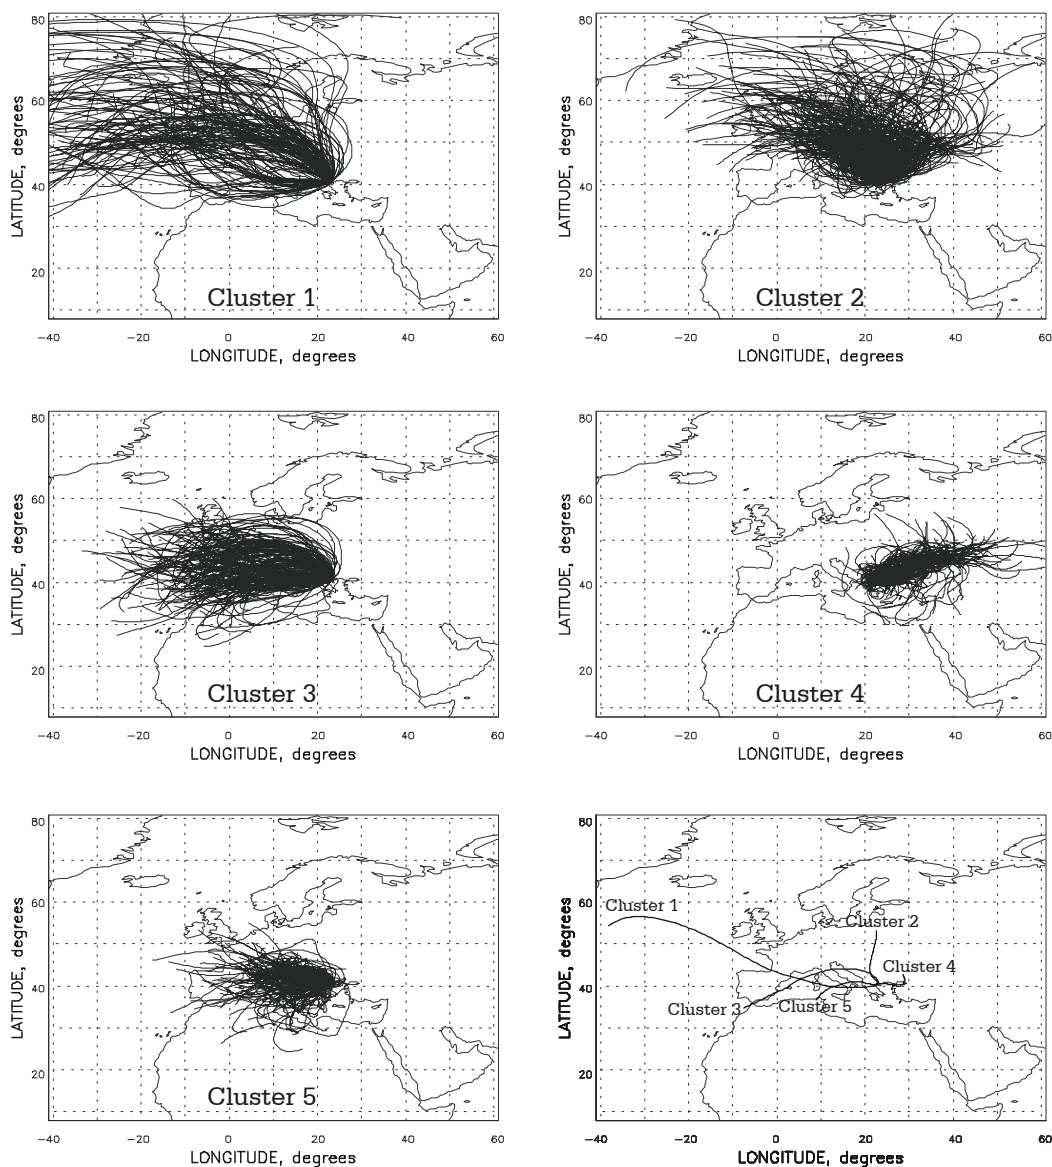 80
60
40
20
LATITUDE, degrees
Cluster 1
−40 −20 0 20 40 60
LONGITUDE, degrees
80
60
40
20
LATITUDE, degrees
Cluster 2
−40 −20 0 20 40 60
LONGITUDE, degrees
80
60
40
20
LATITUDE, degrees
Cluster 3
−40 −20 0 20 40 60
LONGITUDE, degrees
80
60
40
20
LATITUDE, degrees
Cluster 4
−40 −20 0 20 40 60
LONGITUDE, degrees
80
60
40
20
LATITUDE, degrees
Cluster 5
−40 −20 0 20 40 60
LONGITUDE, degrees
80
60
40
20
LATITUDE, degrees
Cluster 1
Cluster 2
Cluster 4
Cluster 3
Cluster 5
−40 −20 0 20 40 60
LONGITUDE, degrees